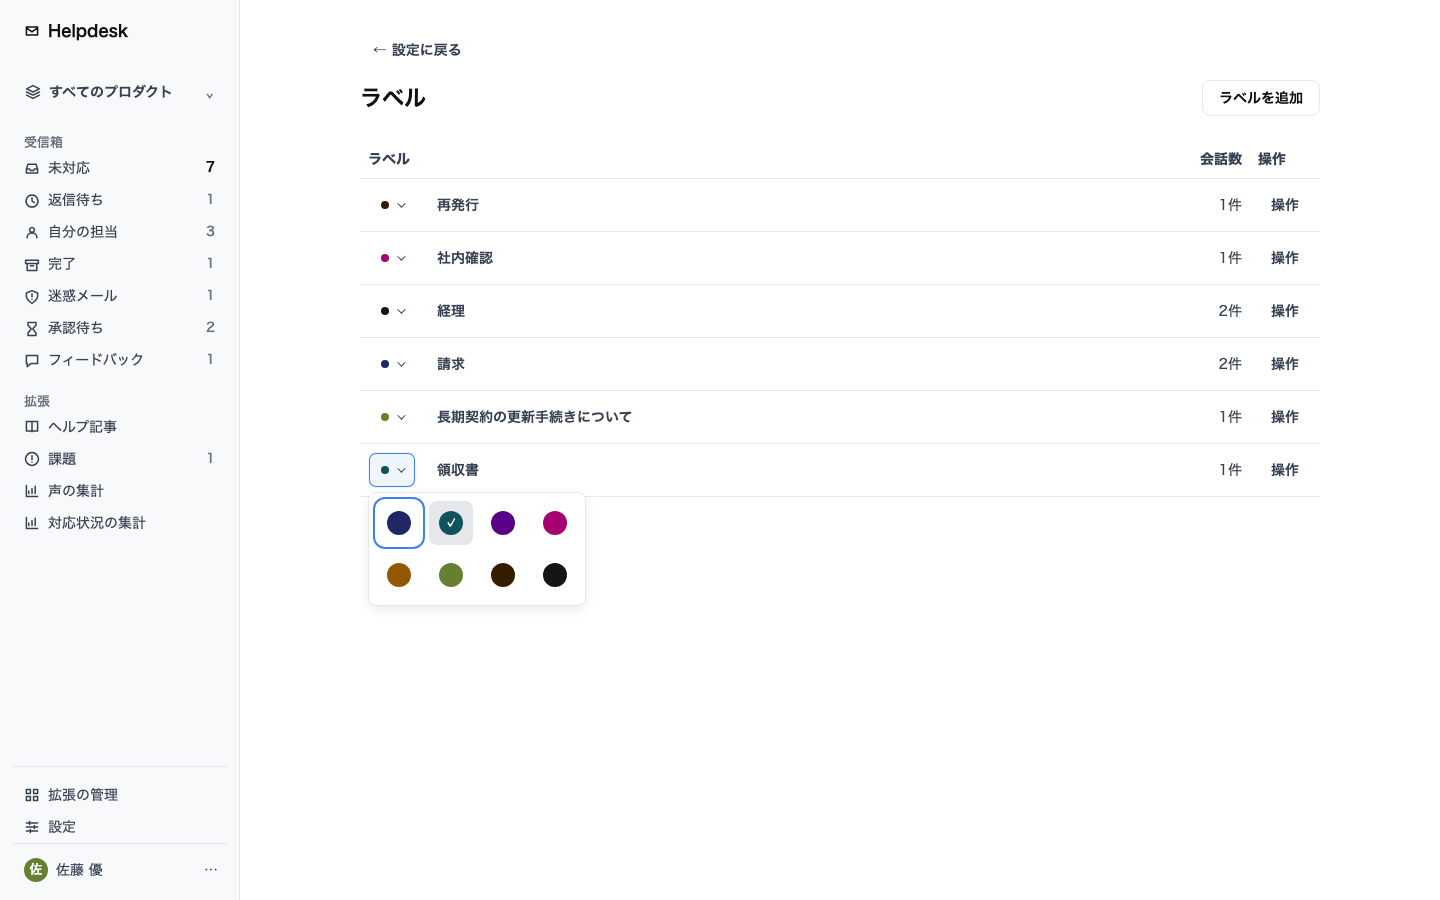 Helpdesk
すべてのプロダクト
受信箱
未対応 7
返信待ち 1
自分の担当 3
完了 1
迷惑メール 1
承認待ち 2
フィードバック 1
拡張
ヘルプ記事
課題 1
声の集計
対応状況の集計
拡張の管理
設定
佐 佐藤 優 …
← 設定に戻る
ラベル
ラベルを追加
ラベル 会話数 操作
再発行 1件 操作
社内確認 1件 操作
経理 2件 操作
請求 2件 操作
長期契約の更新手続きについて 1件 操作
領収書 1件 操作